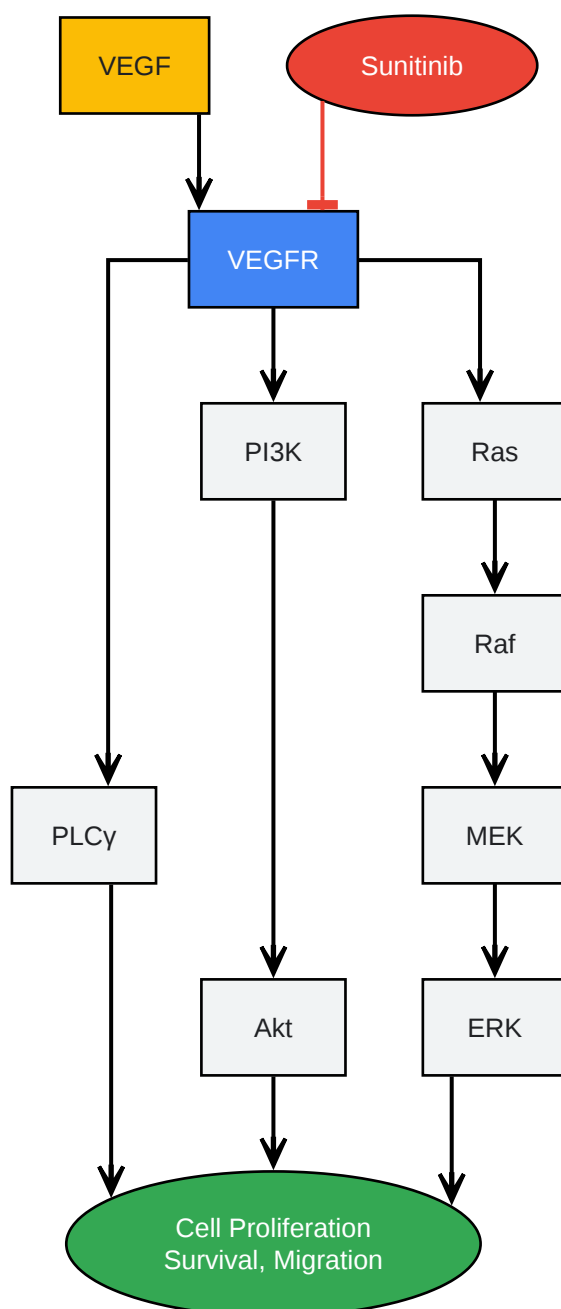 VEGF
Sunitinib
VEGFR
PI3K
Ras
Raf
PLCγ
MEK
Akt
ERK
Cell Proliferation
Survival, Migration